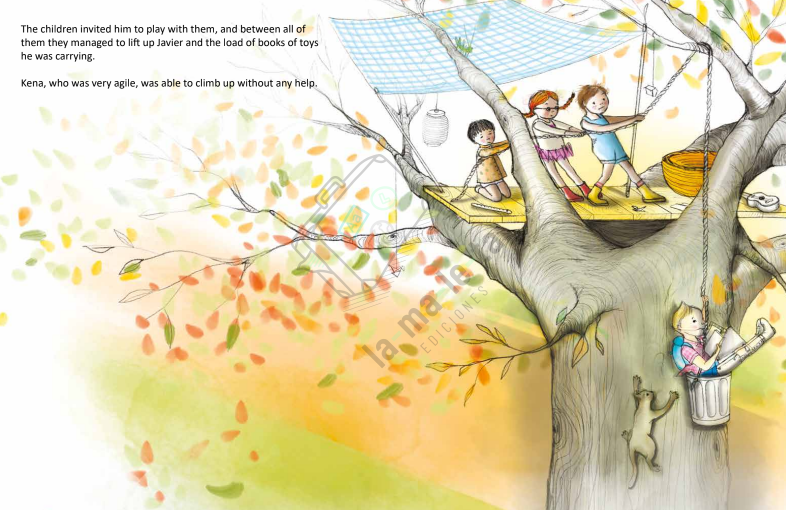 The children invited him to play with them, and between all of
them they managed to lift up Javier and the load of books of toys
he was carrying.
Kena, who was very agile, was able to climb up without any help.
la maleta
EDICIONES